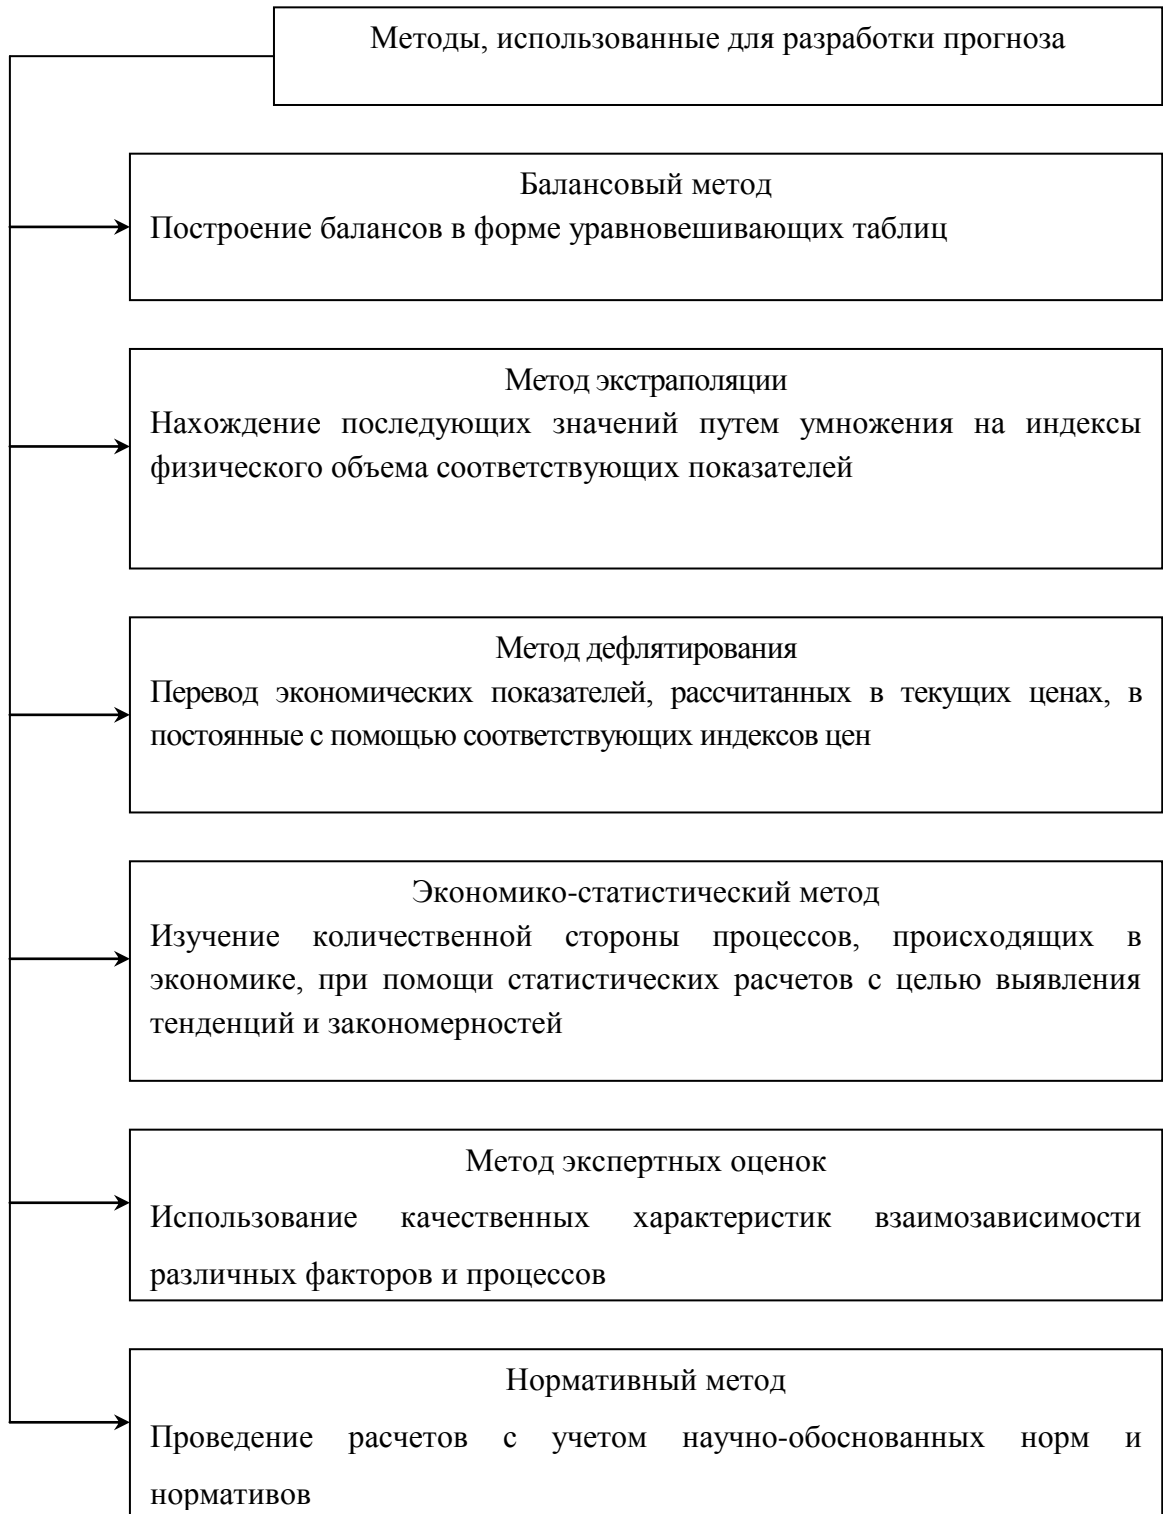 Методы, использованные для разработки прогноза
Балансовый метод
Построение балансов в форме уравновешивающих таблиц
Метод экстраполяции
Нахождение последующих значений путем умножения на индексы
физического объема соответствующих показателей
Метод дефлятирования
Перевод экономических показателей, рассчитанных в текущих ценах, в
постоянные с помощью соответствующих индексов цен
Экономико-статистический метод
Изучение количественной стороны процессов, происходящих в
экономике, при помощи статистических расчетов с целью выявления
тенденций и закономерностей
Метод экспертных оценок
Использование качественных характеристик взаимозависимости
различных факторов и процессов
Нормативный метод
Проведение расчетов с учетом научно-обоснованных норм и
нормативов